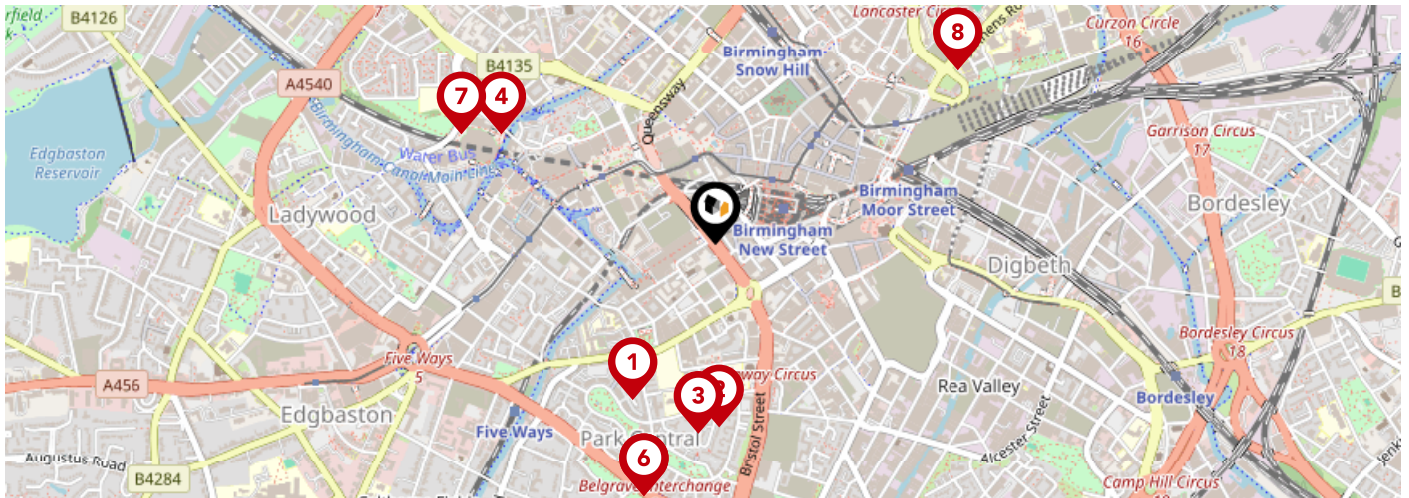 B4126
Lancaster Cir
Curzon Circle
16
A4540
B4135
Birmingham
Snow Hill
8
7
4
Queensway
Garrison Circus
17
Edgbaston
Reservoir
Water Bus
Birmingham Canal Main Line
Ladywood
Birmingham
Moor Street
Bordesley
Birmingham
New Street
Digbeth
Bordesley Circus
18
Five Ways
5
1
3
2
way Circus
A456
Edgbaston
Rea Valley
Bordesley
Five Ways
Park Central
Bristol Street
Alcester Street
Augustus Road
B4284
6
Belgrave Interchange
Camp Hill Circus